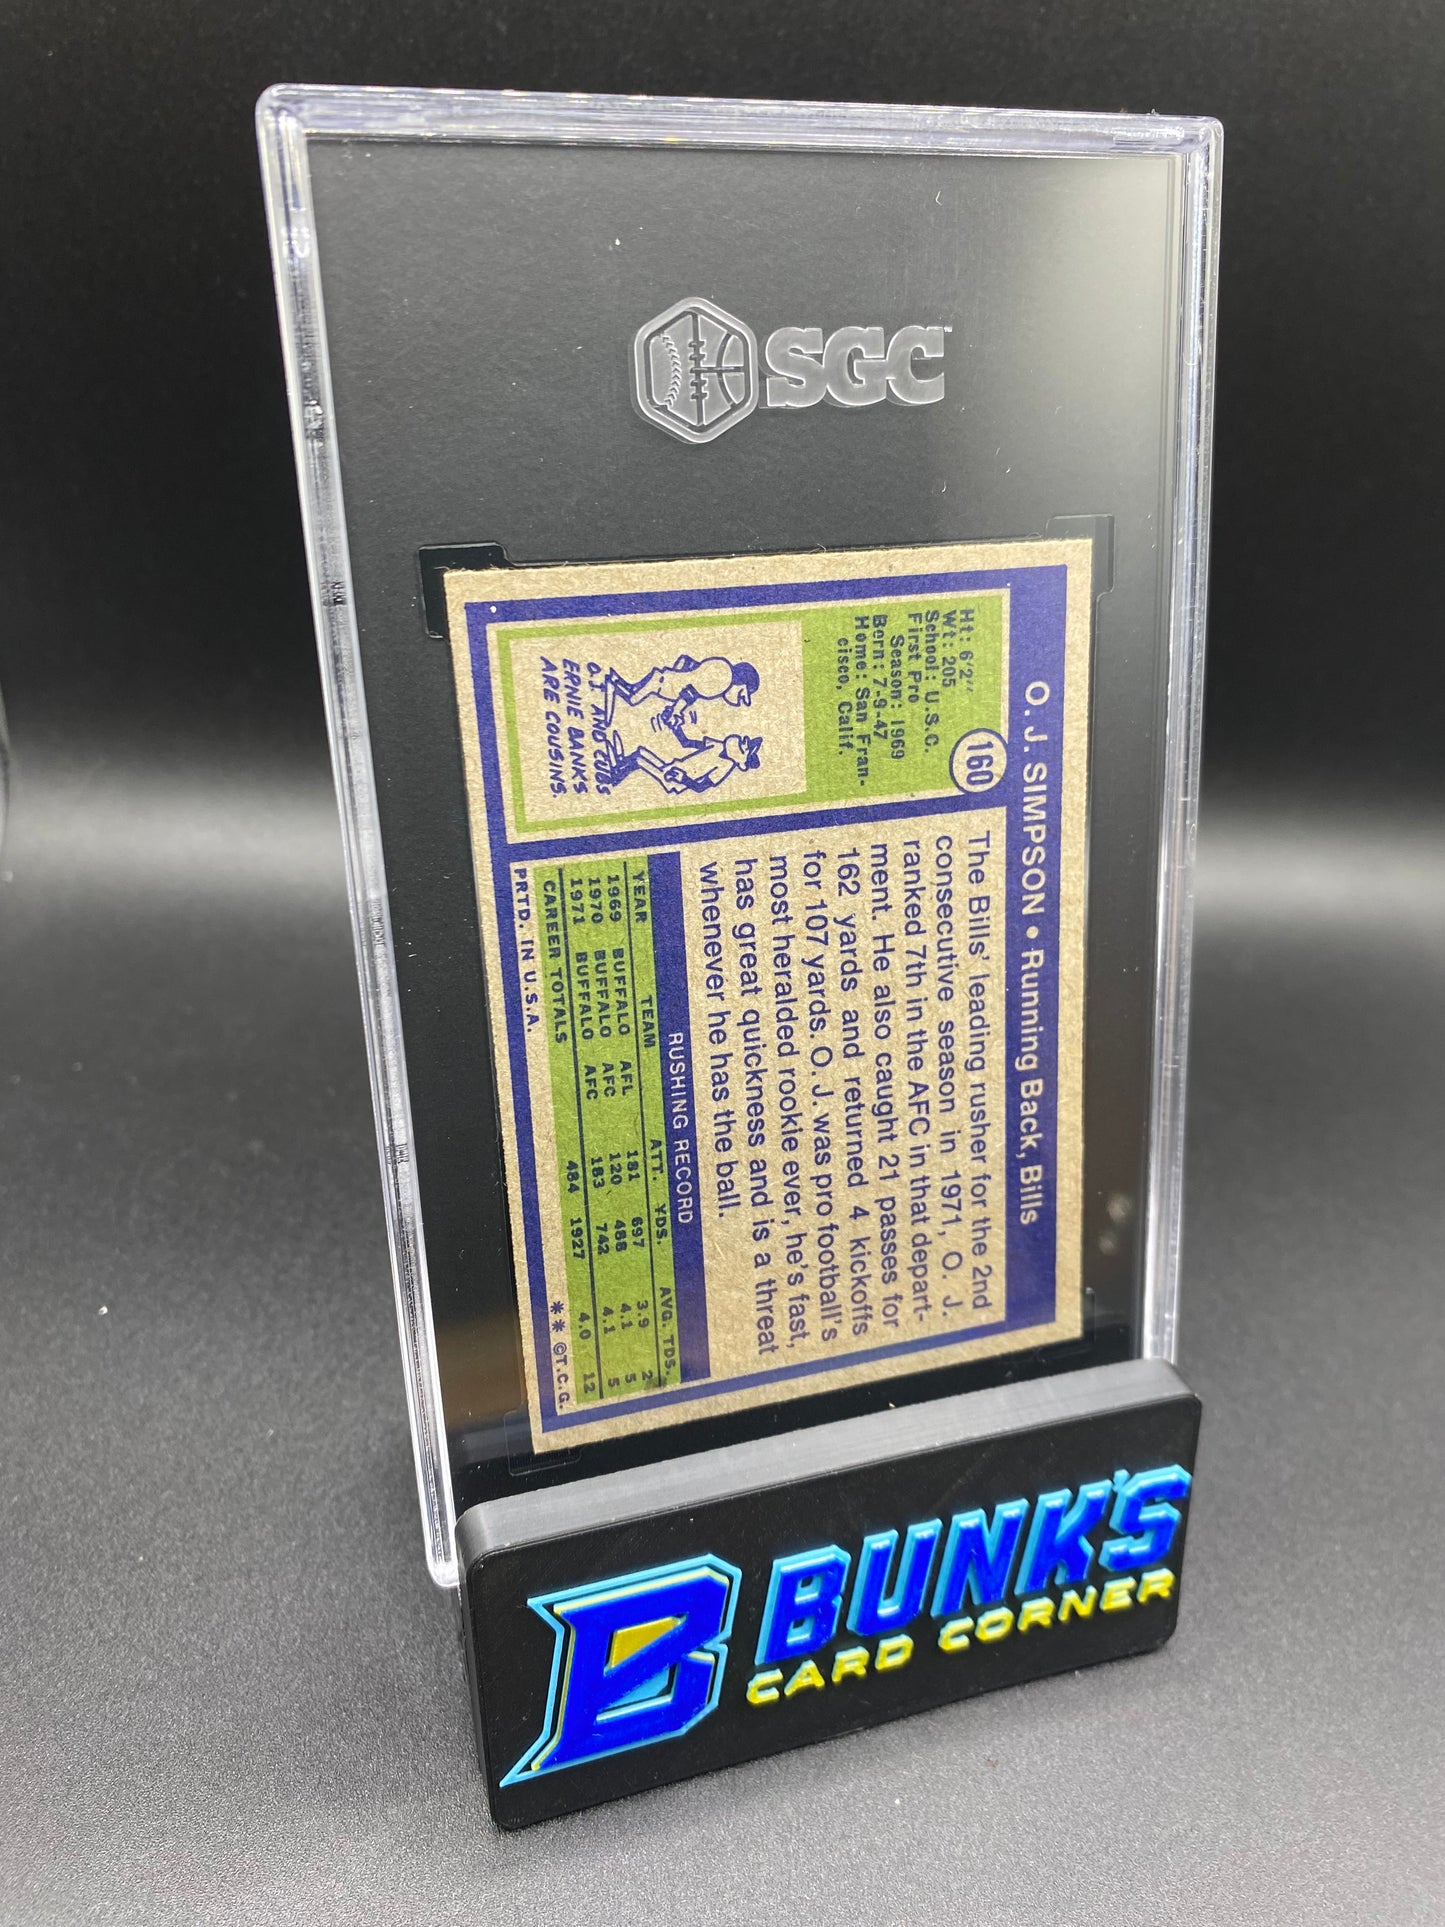 SGC
O. J. SIMPSON • Running Back, Bills
160
Ht: 6'2"
Wt: 205
School: U.S.C.
First Pro
Season: 1969
Born: 7-9-47
Home: San Fran-
cisco, Calif.
O.J. AND CUBS'
ERNIE BANKS
ARE COUSINS.
The Bills' leading rusher for the 2nd
consecutive season in 1971, O. J.
ranked 7th in the AFC in that depart-
ment. He also caught 21 passes for
162 yards and returned 4 kickoffs
for 107 yards. O. J. was pro football's
most heralded rookie ever, he's fast,
has great quickness and is a threat
whenever he has the ball.
RUSHING RECORD
YEAR TEAM ATT. YDS. AVG. TDS.
1969 BUFFALO AFL 181 697 3.9 2
1970 BUFFALO AFC 120 488 4.1 5
1971 BUFFALO AFC 183 742 4.1 5
CAREER TOTALS 484 1927 4.0 12
PRTD. IN U.S.A. ** ©T.C.G.
B BUNK'S
CARD CORNER